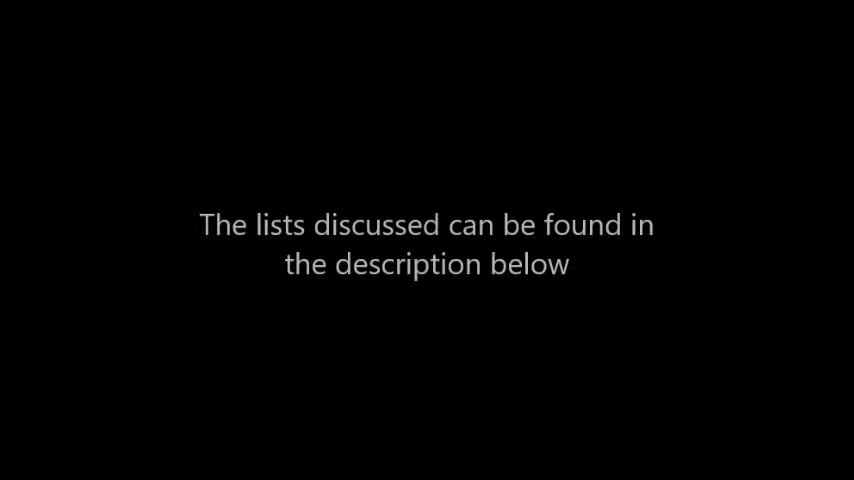 The lists discussed can be found in
the description below